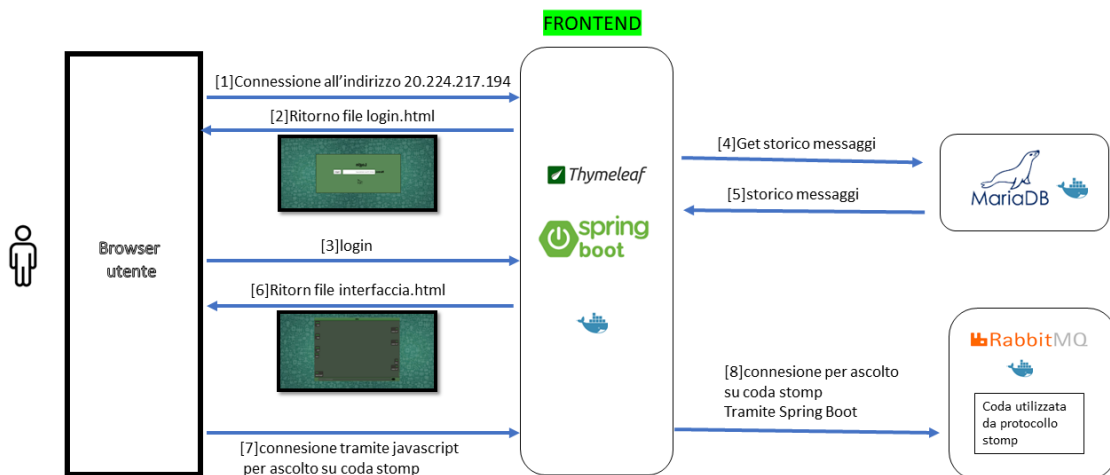 FRONTEND
[1]Connessione all'indirizzo 20.224.217.194
[2]Ritorno file login.html
[4]Get storico messaggi
Thymeleaf
[5]storico messaggi
MariaDB
spring
boot
Browser
utente
[3]login
[6]Ritorn file interfaccia.html
RabbitMQ
[8]connesione per ascolto
su coda stomp
Tramite Spring Boot
Coda utilizzata
da protocollo
stomp
[7]connesione tramite javascript
per ascolto su coda stomp